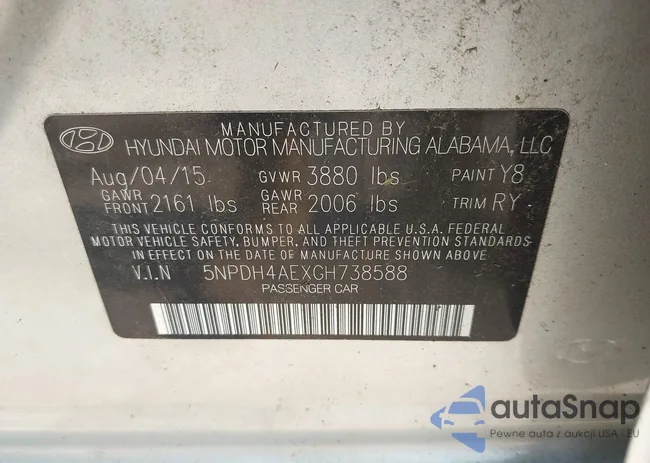 MANUFACTURED BY
HYUNDAI MOTOR MANUFACTURING ALABAMA, LLC
Aug/04/15 GVWR 3880 lbs PAINT Y8
GAWR FRONT 2161 lbs GAWR REAR 2006 lbs TRIM RY
THIS VEHICLE CONFORMS TO ALL APPLICABLE U.S.A. FEDERAL
MOTOR VEHICLE SAFETY, BUMPER, AND THEFT PREVENTION STANDARDS
IN EFFECT ON THE DATE OF MANUFACTURE SHOWN ABOVE.
V.I.N 5NPDH4AEXGH738588
PASSENGER CAR
autoSnap
Pewne auta z aukcji USA i EU